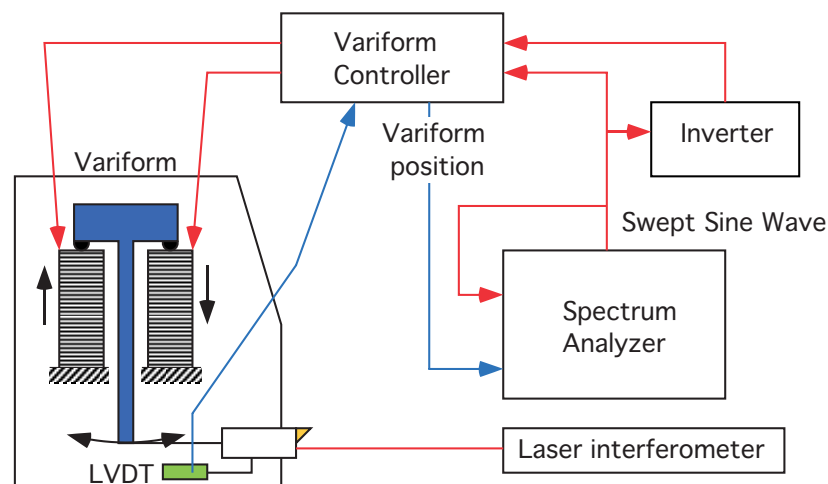 Variform
Controller
Variform
position
Inverter
Variform
Swept Sine Wave
Spectrum
Analyzer
Laser interferometer
LVDT